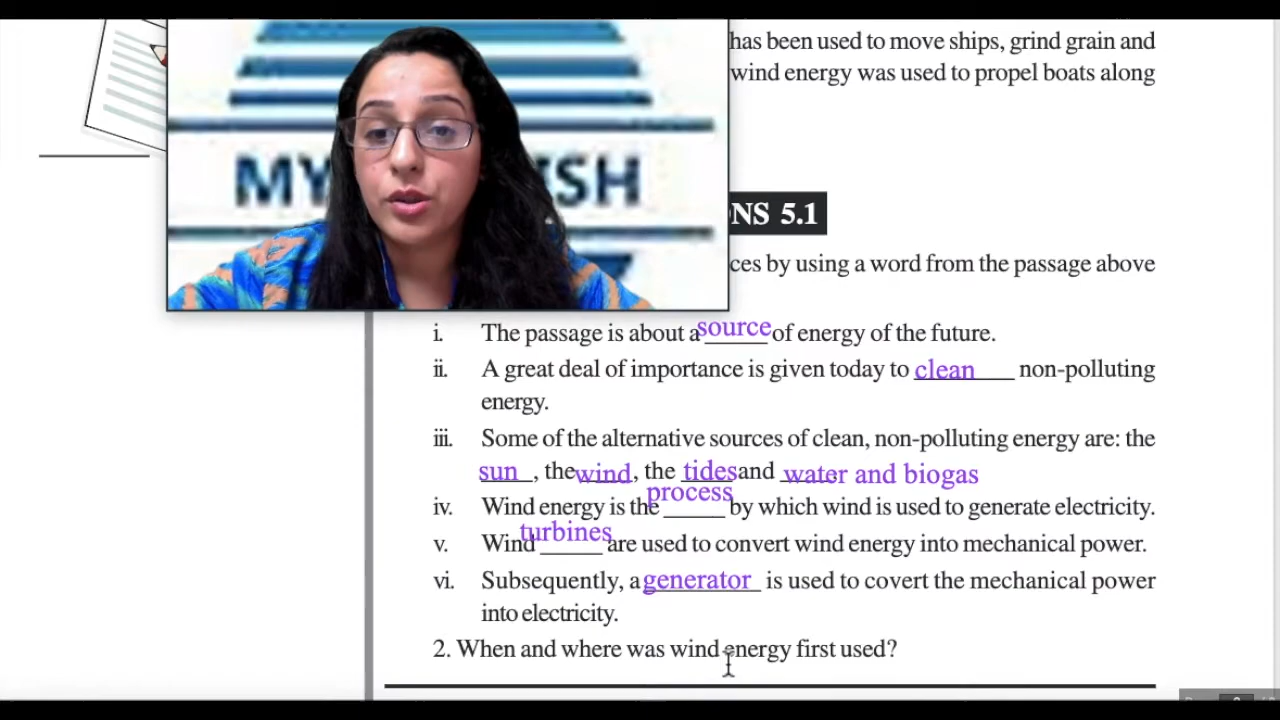 has been used to move ships, grind grain and
wind energy was used to propel boats along
MY SH
NS 5.1
ces by using a word from the passage above
i. The passage is about a source of energy of the future.
ii. A great deal of importance is given today to clean non-polluting
energy.
iii. Some of the alternative sources of clean, non-polluting energy are: the
sun, the wind, the tides and water and biogas
iv. Wind energy is the process by which wind is used to generate electricity.
v. Wind turbines are used to convert wind energy into mechanical power.
vi. Subsequently, a generator is used to covert the mechanical power
into electricity.
2. When and where was wind energy first used?